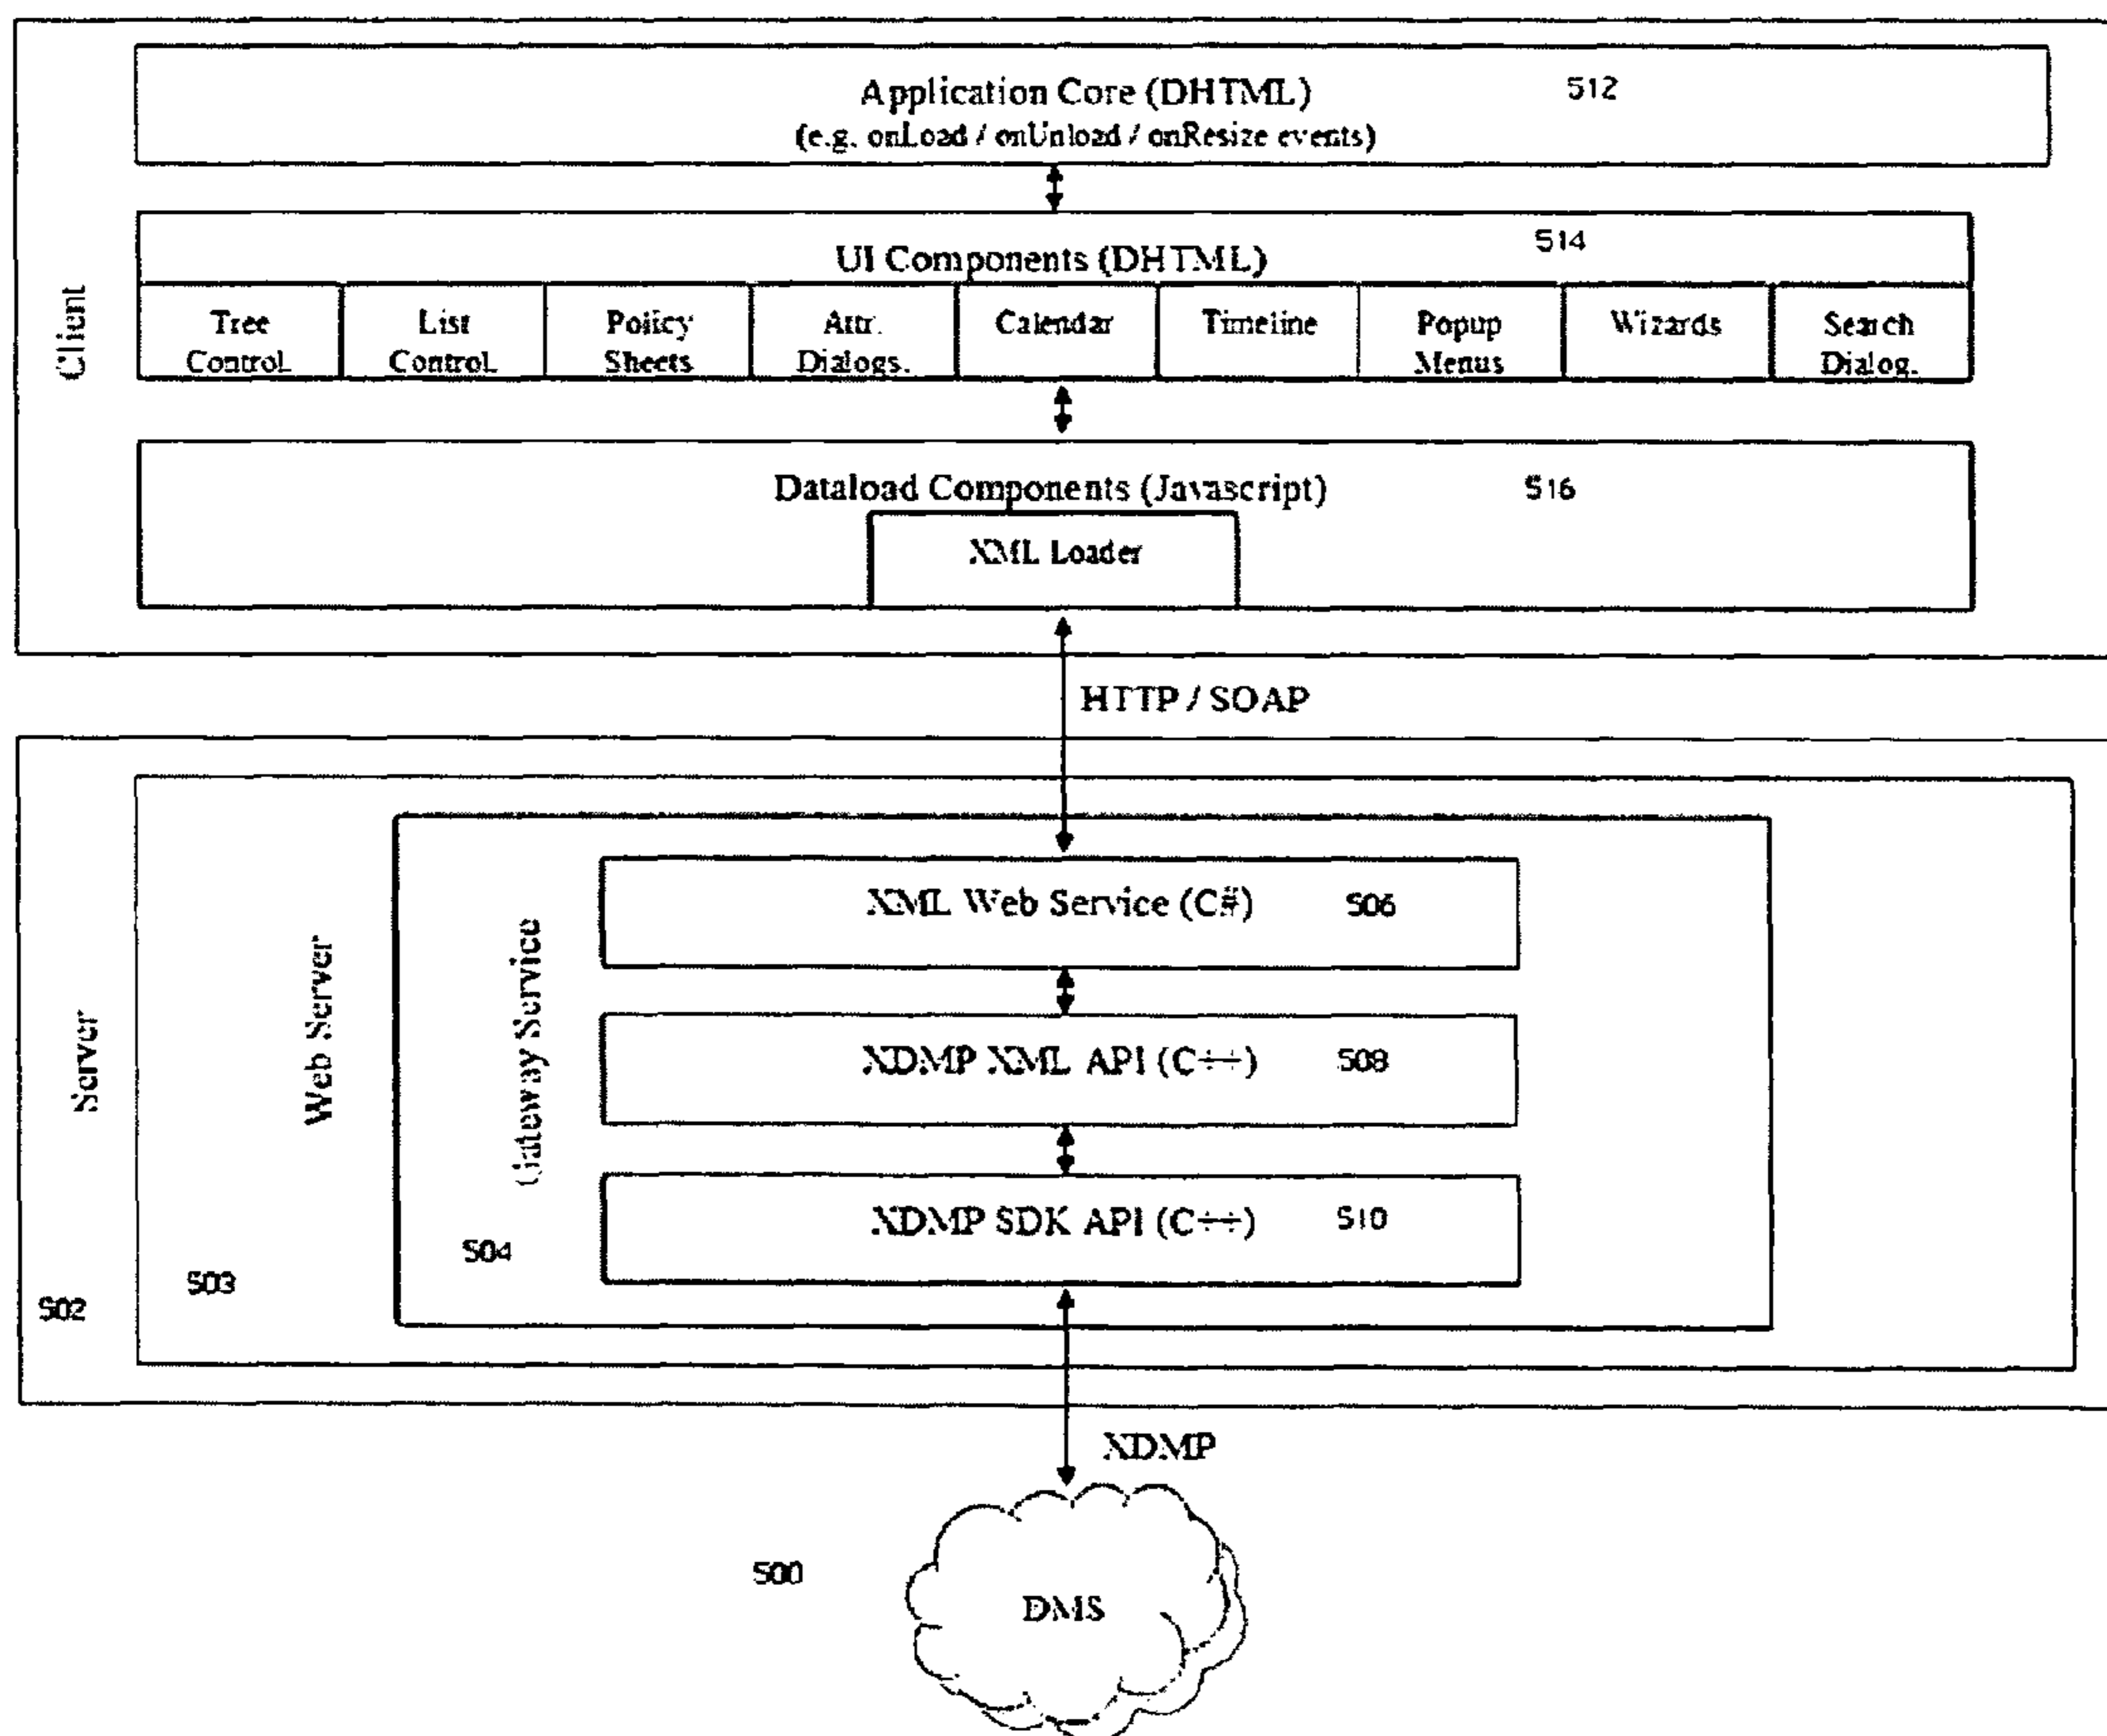 Application Core (DHTML) 512
(e.g. onLoad / onUnload / onResize events)
UI Components (DHTML) 514
Client
Tree Control.
List Control.
Policy Sheets
Attr. Dialogs.
Calendar
Timeline
Popup Menus
Wizards
Search Dialog.
Dataload Components (Javascript) 516
XML Loader
HTTP / SOAP
Server
Web Server
Gateway Service
XML Web Service (C#) 506
XDMP XML API (C++) 508
XDMP SDK API (C++) 510
504
503
502
XDMP
500
DMS